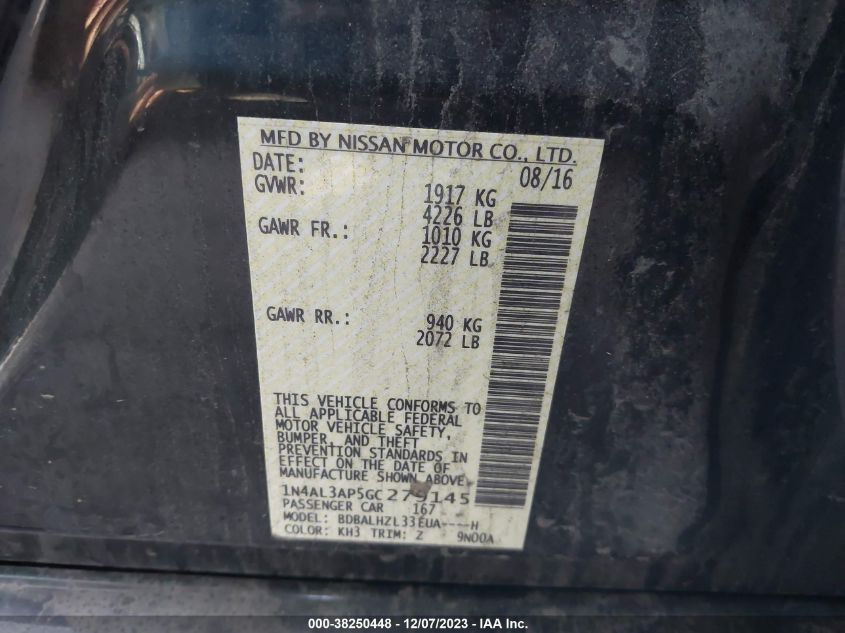 MFD BY NISSAN MOTOR CO., LTD.
DATE: 08/16
GVWR: 1917 KG
4226 LB
GAWR FR.: 1010 KG
2227 LB
GAWR RR.: 940 KG
2072 LB
THIS VEHICLE CONFORMS TO
ALL APPLICABLE FEDERAL
MOTOR VEHICLE SAFETY,
BUMPER, AND THEFT
PREVENTION STANDARDS IN
EFFECT ON THE DATE OF
MANUFACTURE SHOWN ABOVE.
PASSENGER CAR 167
MODEL: BDBALHZL33EUA----H
COLOR: KH3 TRIM: Z 9N00A
000-38250448 - 12/07/2023 - IAA Inc.